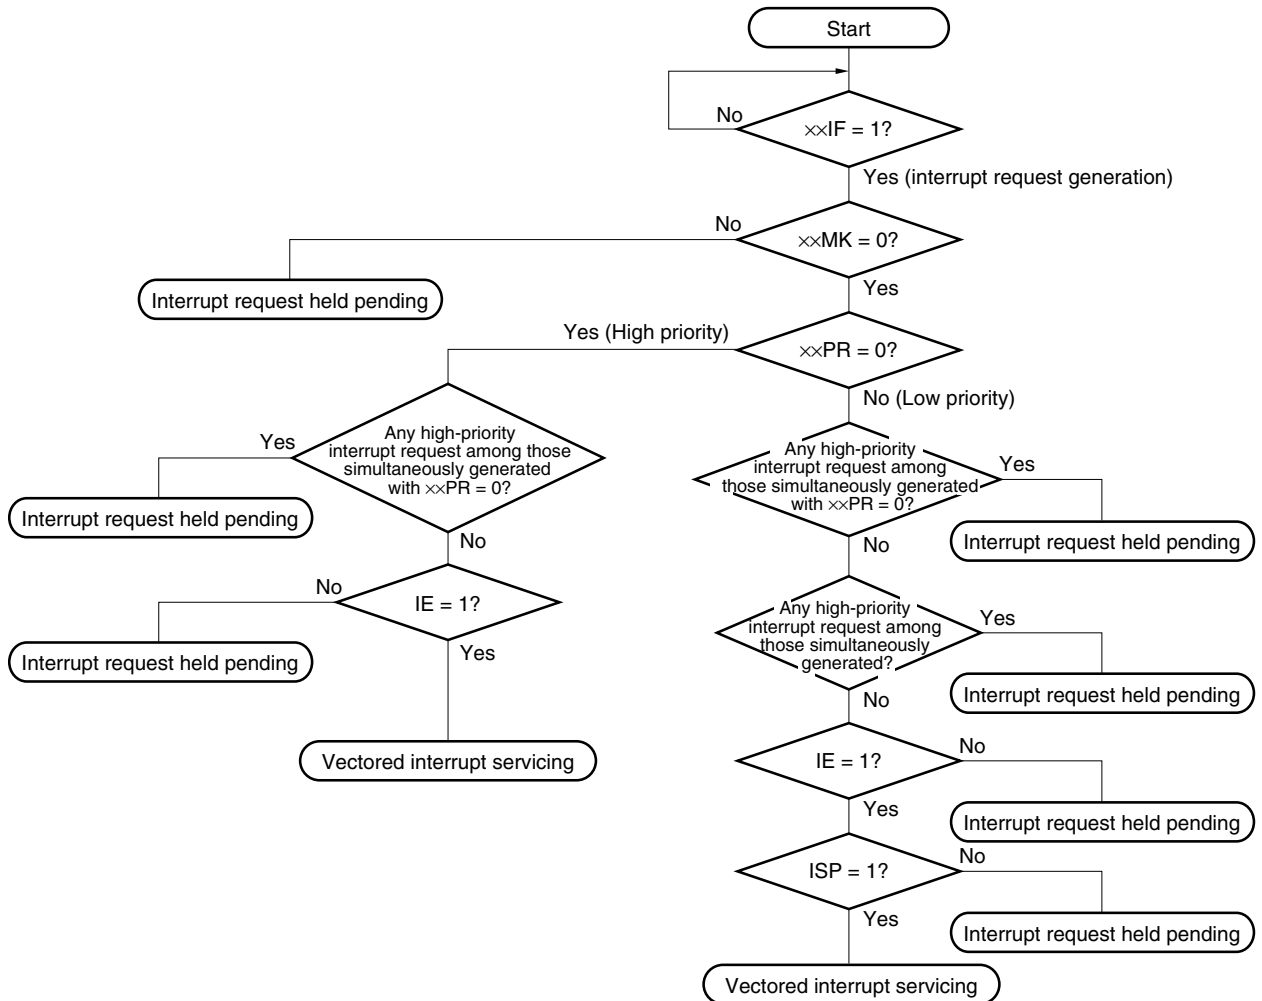 Start
No
××IF = 1?
Yes (interrupt request generation)
No
××MK = 0?
Interrupt request held pending
Yes
Yes (High priority)
××PR = 0?
No (Low priority)
Yes
Any high-priority
interrupt request among those
simultaneously generated
with ××PR = 0?
Any high-priority
interrupt request among
those simultaneously generated
with ××PR = 0?
Yes
Interrupt request held pending
Interrupt request held pending
No
No
No
IE = 1?
Any high-priority
interrupt request among
those simultaneously
generated?
Yes
Interrupt request held pending
Yes
Interrupt request held pending
No
Vectored interrupt servicing
IE = 1?
No
Yes
Interrupt request held pending
ISP = 1?
No
Yes
Interrupt request held pending
Vectored interrupt servicing